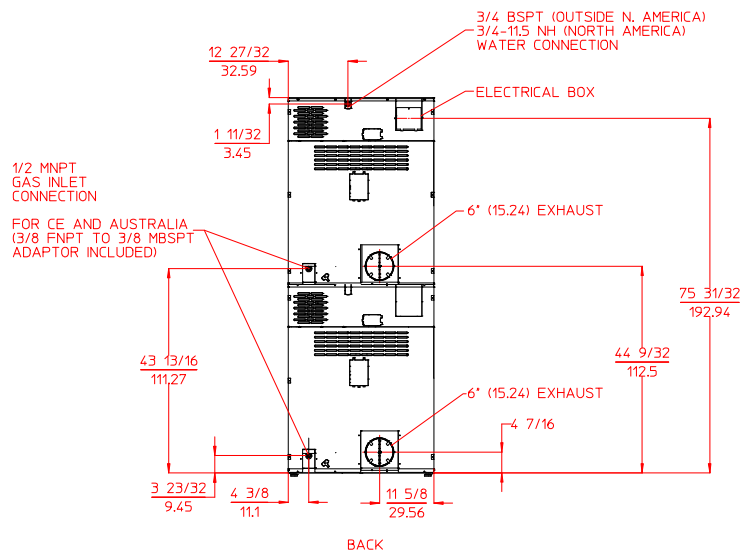 3/4 BSPT (OUTSIDE N. AMERICA)
3/4-11.5 NH (NORTH AMERICA)
WATER CONNECTION
12 27/32
32.59
ELECTRICAL BOX
1 11/32
3.45
1/2 MNPT
GAS INLET
CONNECTION
FOR CE AND AUSTRALIA
(3/8 FNPT TO 3/8 MBSPT
ADAPTOR INCLUDED)
6" (15.24) EXHAUST
75 31/32
192.94
43 13/16
111.27
44 9/32
112.5
6" (15.24) EXHAUST
4 7/16
3 23/32
9.45
4 3/8
11.1
11 5/8
29.56
BACK